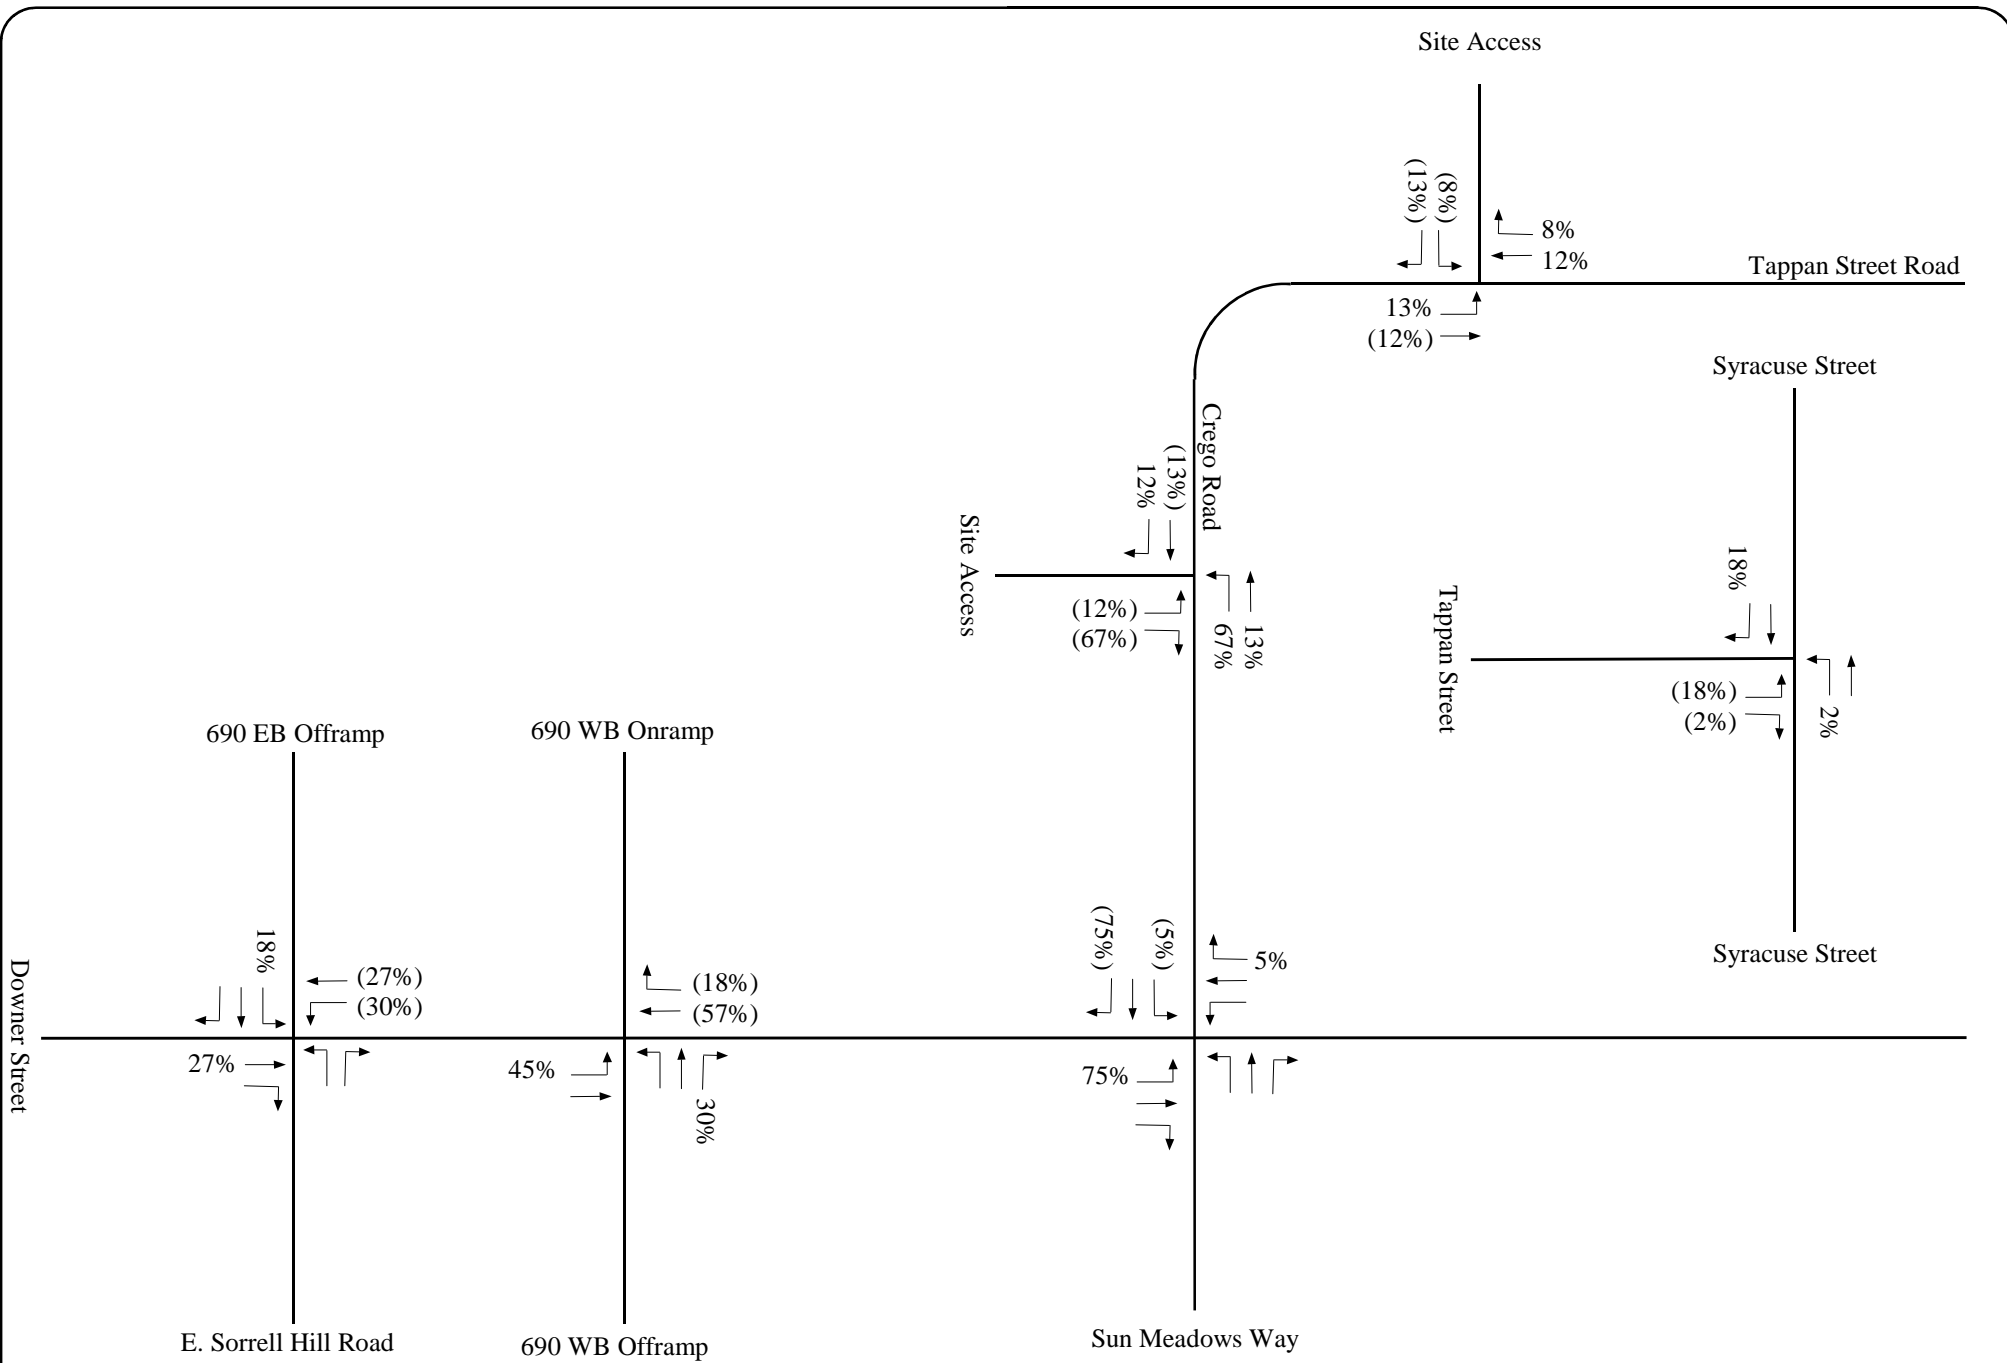 Site Access
(13%)
(8%)
8%
12%
Tappan Street Road
13%
(12%)
Syracuse Street
Crego Road
(13%)
12%
Site Access
(12%)
(67%)
67%
13%
18%
Tappan Street
(18%)
(2%)
2%
Syracuse Street
690 EB Offramp
690 WB Onramp
18%
(27%)
(30%)
27%
(18%)
(57%)
45%
30%
(75%)
(5%)
5%
75%
Downer Street
E. Sorrell Hill Road
690 WB Offramp
Sun Meadows Way